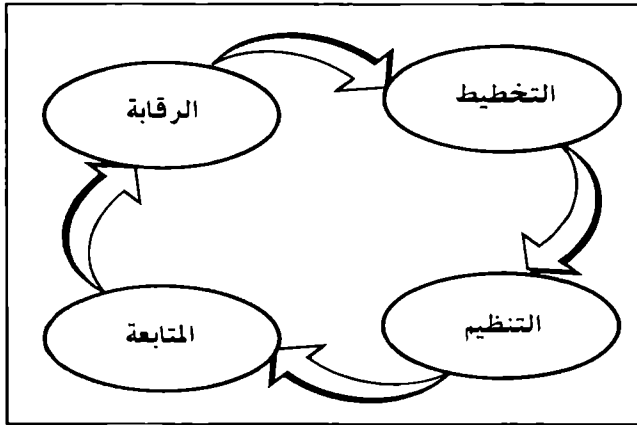 التخطيط
الرقابة
التنظيم
المتابعة